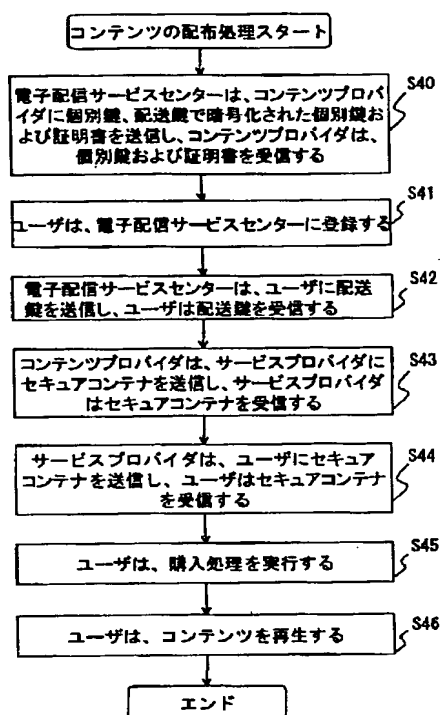 コンテンツの配布処理スタート
S40
電子配信サービスセンターは、コンテンツプロバ
イダに個別鍵、配送鍵で暗号化された個別鍵
および証明書を送信し、コンテンツプロバイダは、
個別鍵および証明書を受信する
S41
ユーザは、電子配信サービスセンターに登録する
S42
電子配信サービスセンターは、ユーザに配送
鍵を送信し、ユーザは配送鍵を受信する
S43
コンテンツプロバイダは、サービスプロバイダに
セキュアコンテナを送信し、サービスプロバイダ
はセキュアコンテナを受信する
S44
サービスプロバイダは、ユーザにセキュア
コンテナを送信し、ユーザはセキュアコンテナ
を受信する
S45
ユーザは、購入処理を実行する
S46
ユーザは、コンテンツを再生する
エンド